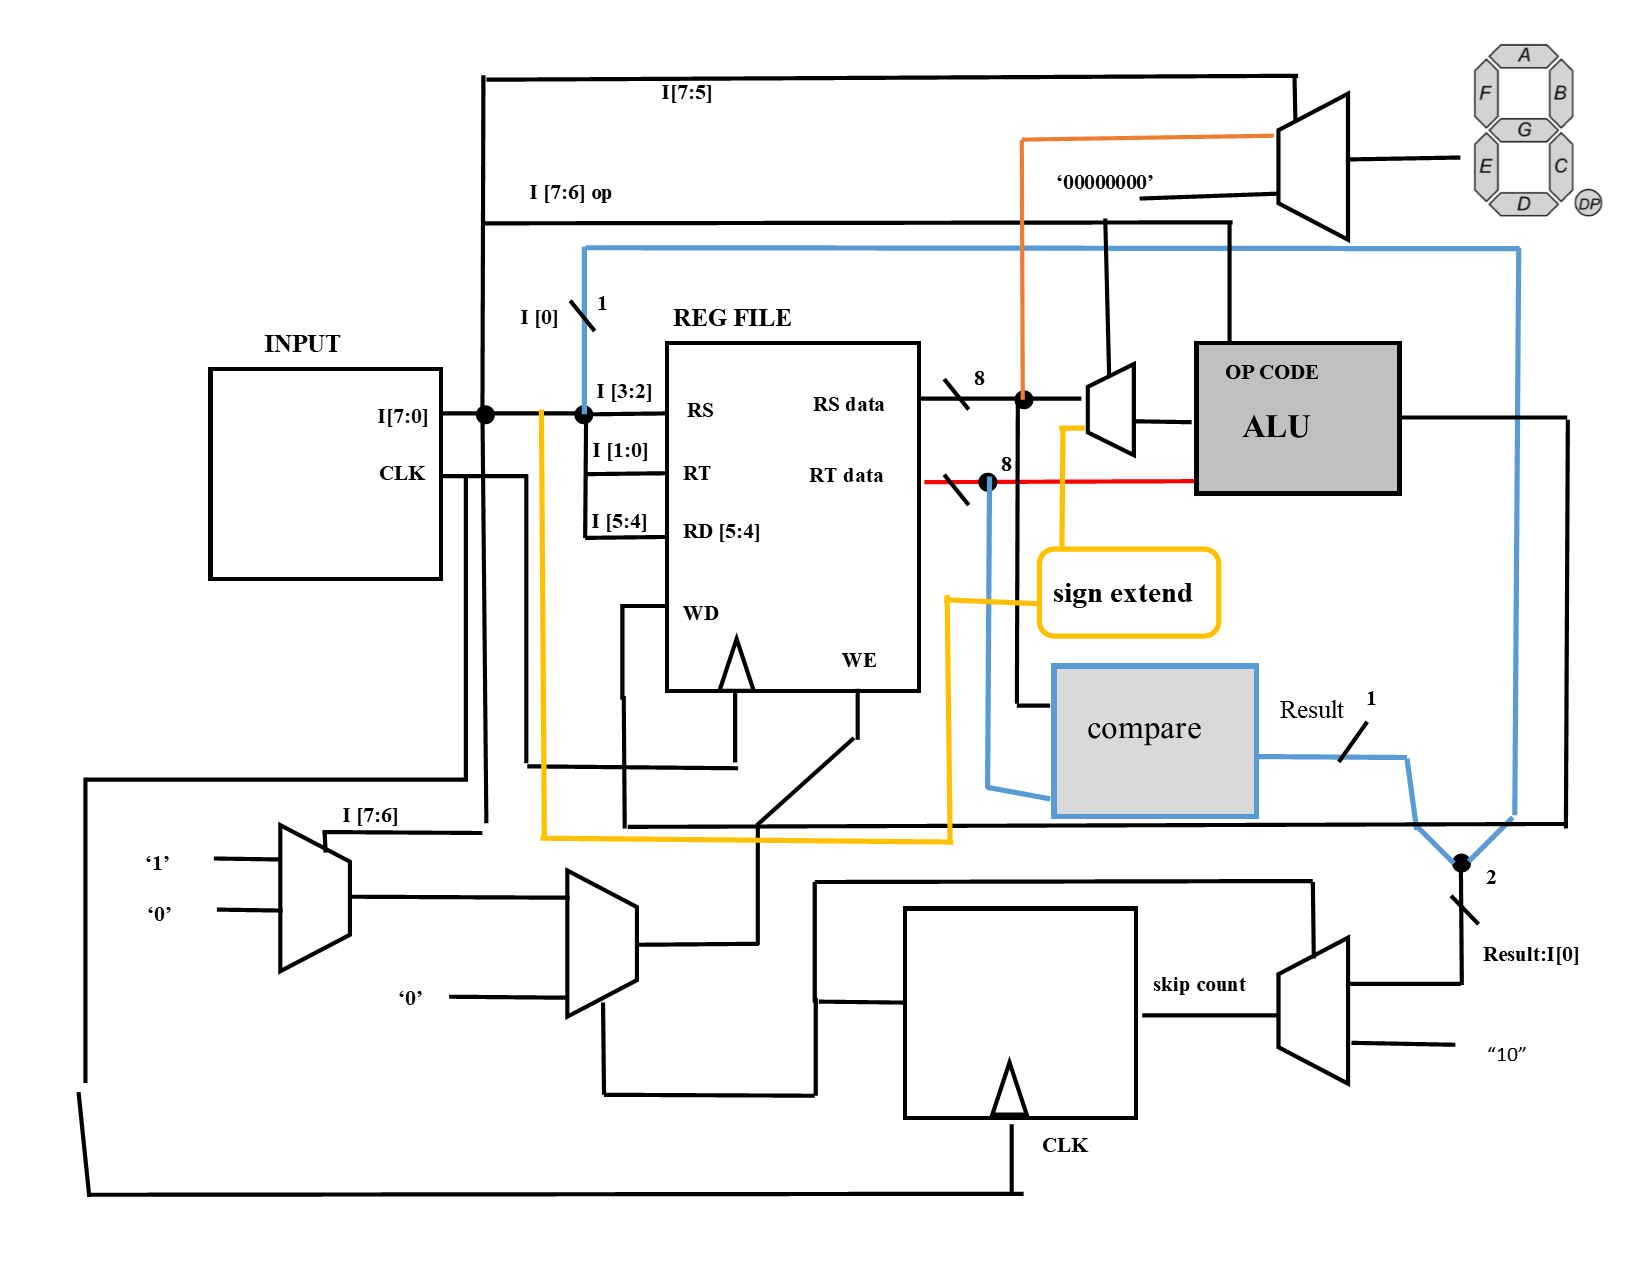 A
I[7:5]
F
B
G
‘00000000’
E
C
I [7:6] op
D
DP
I [0]
1
REG FILE
INPUT
OP CODE
8
I [3:2]
RS
RS data
I[7:0]
ALU
I [1:0]
8
CLK
RT
RT data
I [5:4]
RD [5:4]
sign extend
WD
WE
1
Result
compare
I [7:6]
‘1’
2
‘0’
Result:I[0]
skip count
‘0’
“10”
CLK